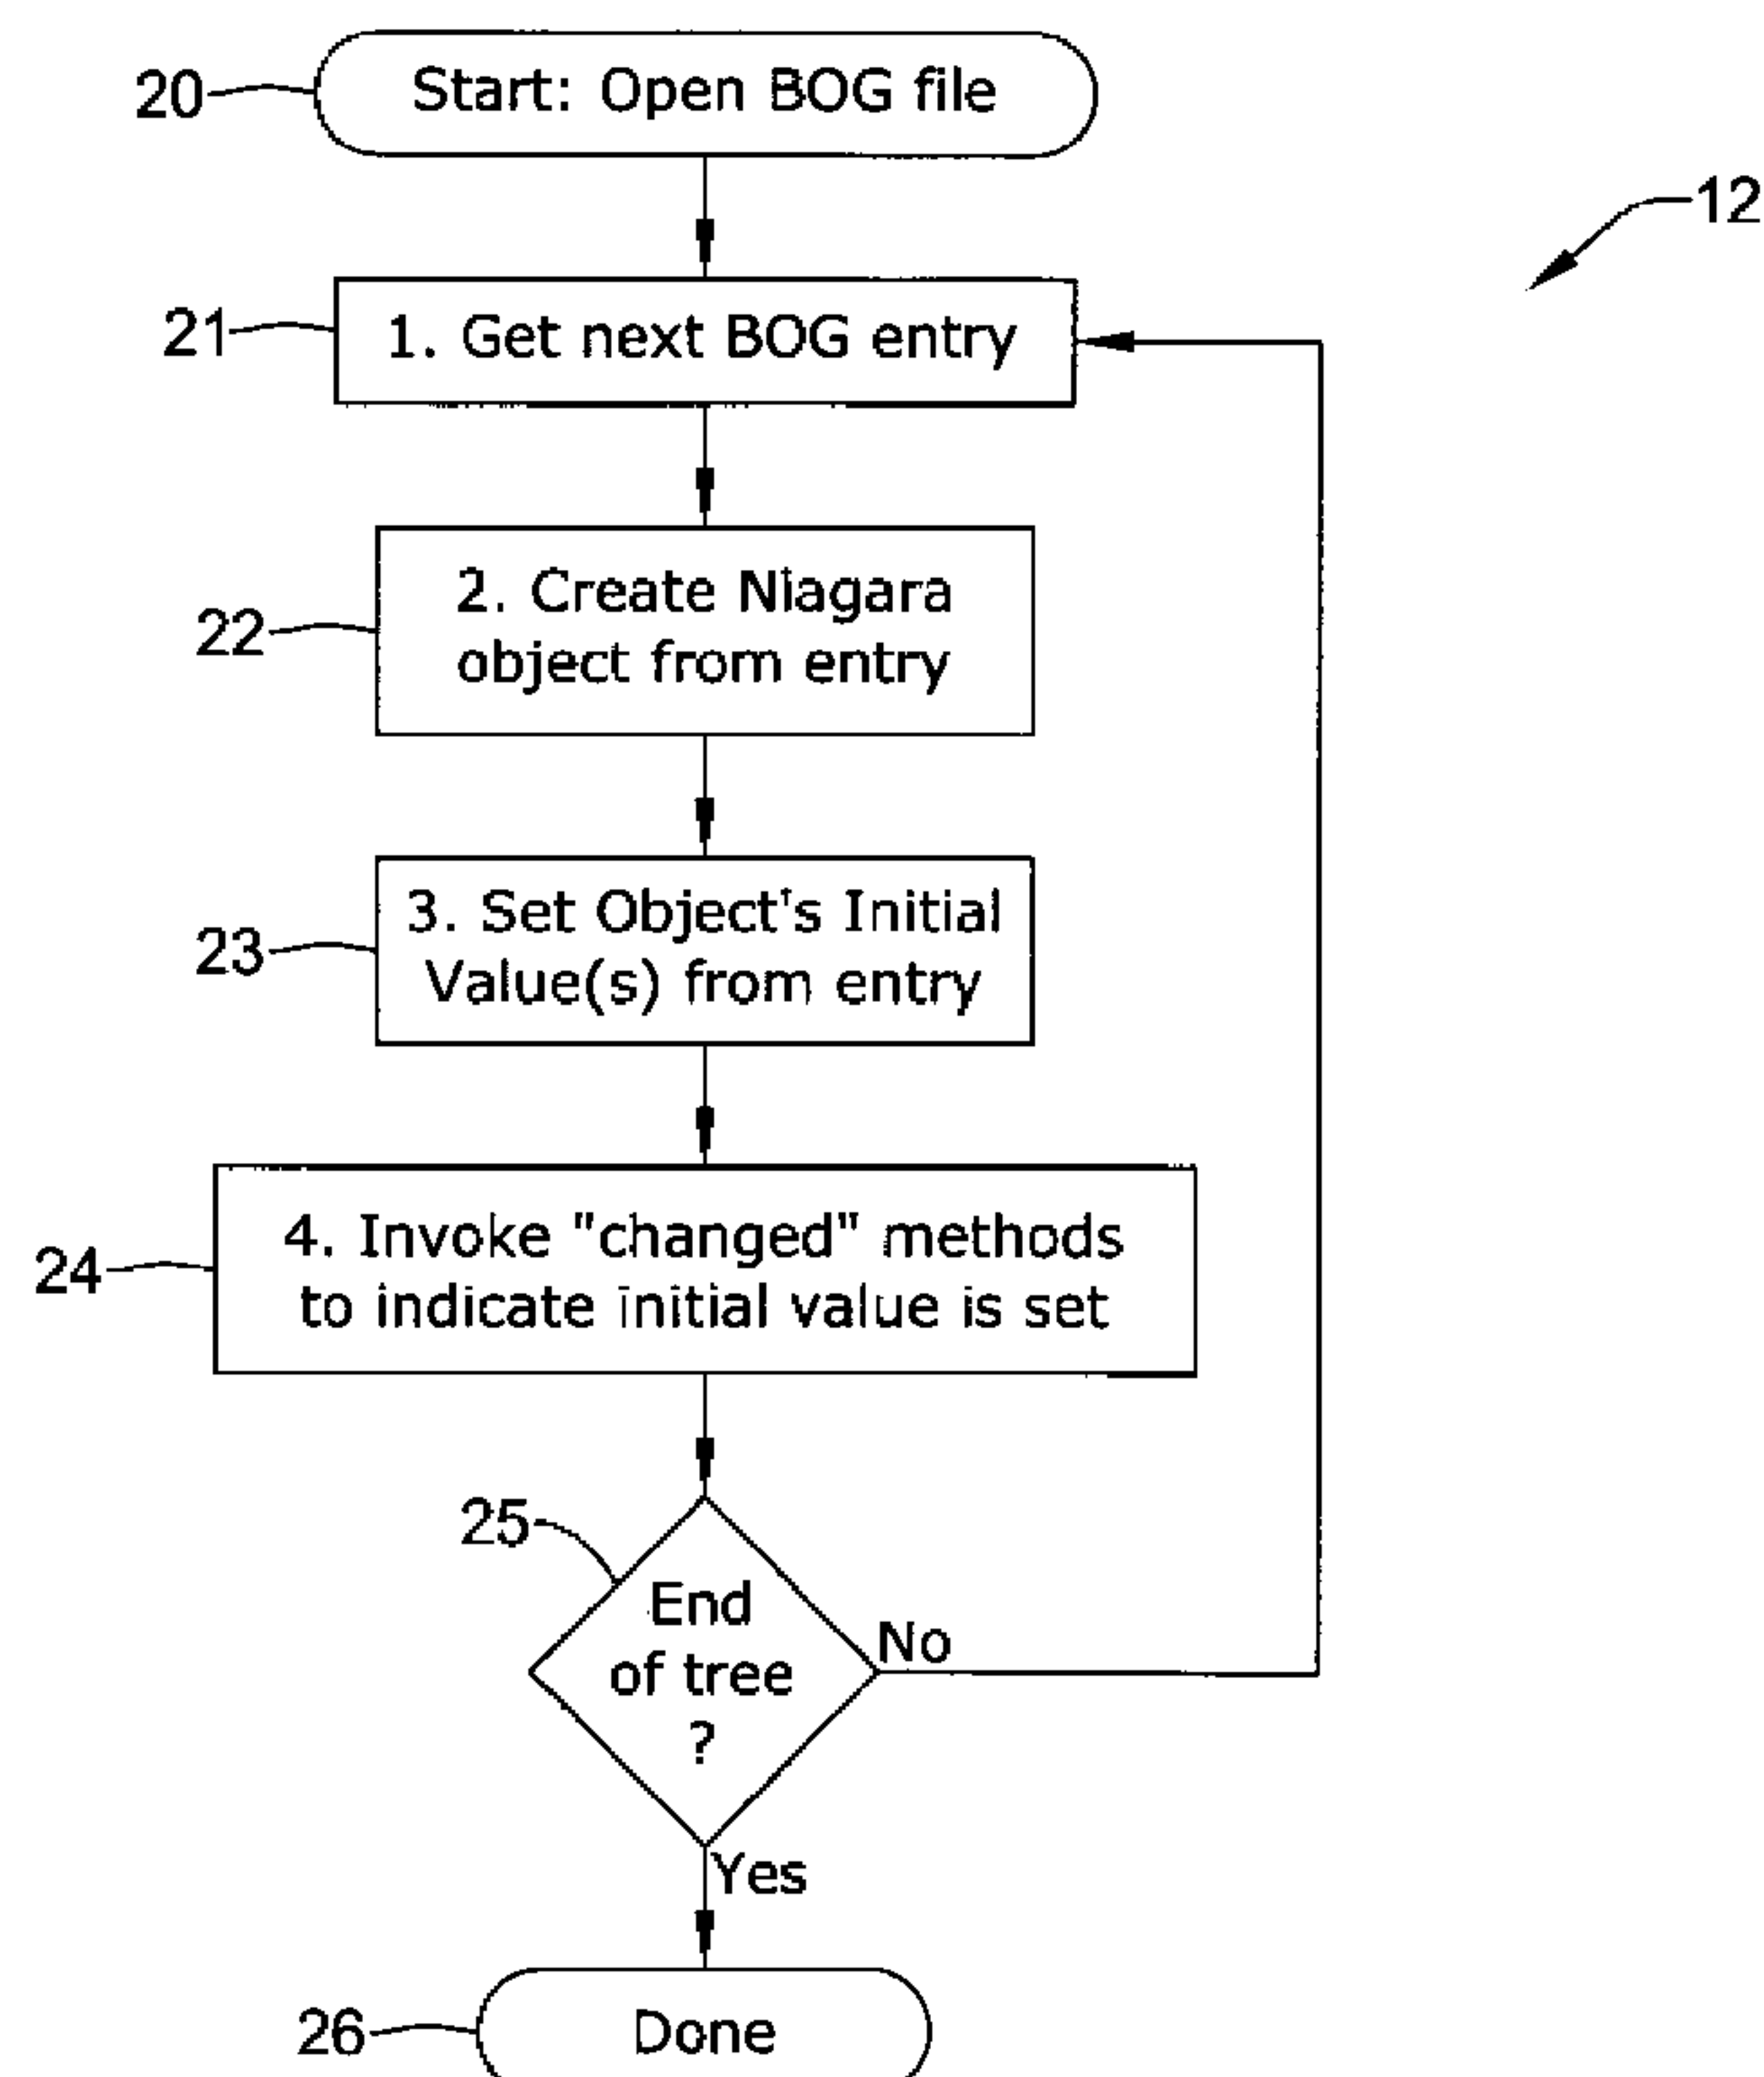 20
Start: Open BOG file
12
21
1. Get next BOG entry
22
2. Create Niagara
object from entry
23
3. Set Object's Initial
Value(s) from entry
24
4. Invoke "changed" methods
to indicate initial value is set
25
End
of tree
?
No
Yes
26
Done